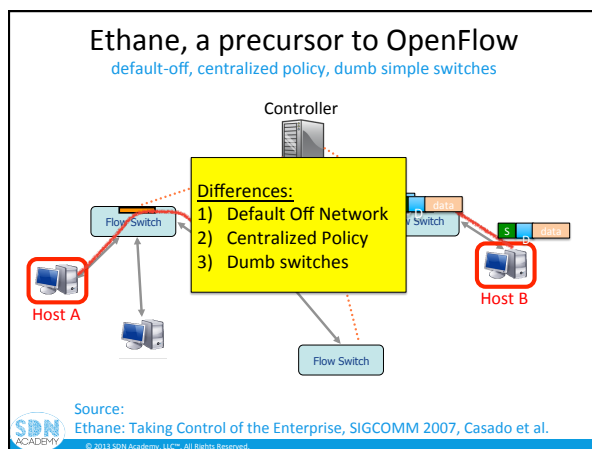 Ethane, a precursor to OpenFlow
default-off, centralized policy, dumb simple switches
Controller
Differences:
1) Default Off Network
2) Centralized Policy
3) Dumb switches
Flow Switch
D data
w Switch
S D data
Host A
Host B
Flow Switch
Source:
Ethane: Taking Control of the Enterprise, SIGCOMM 2007, Casado et al.
SDN
ACADEMY
© 2013 SDN Academy, LLC™ All Rights Reserved.